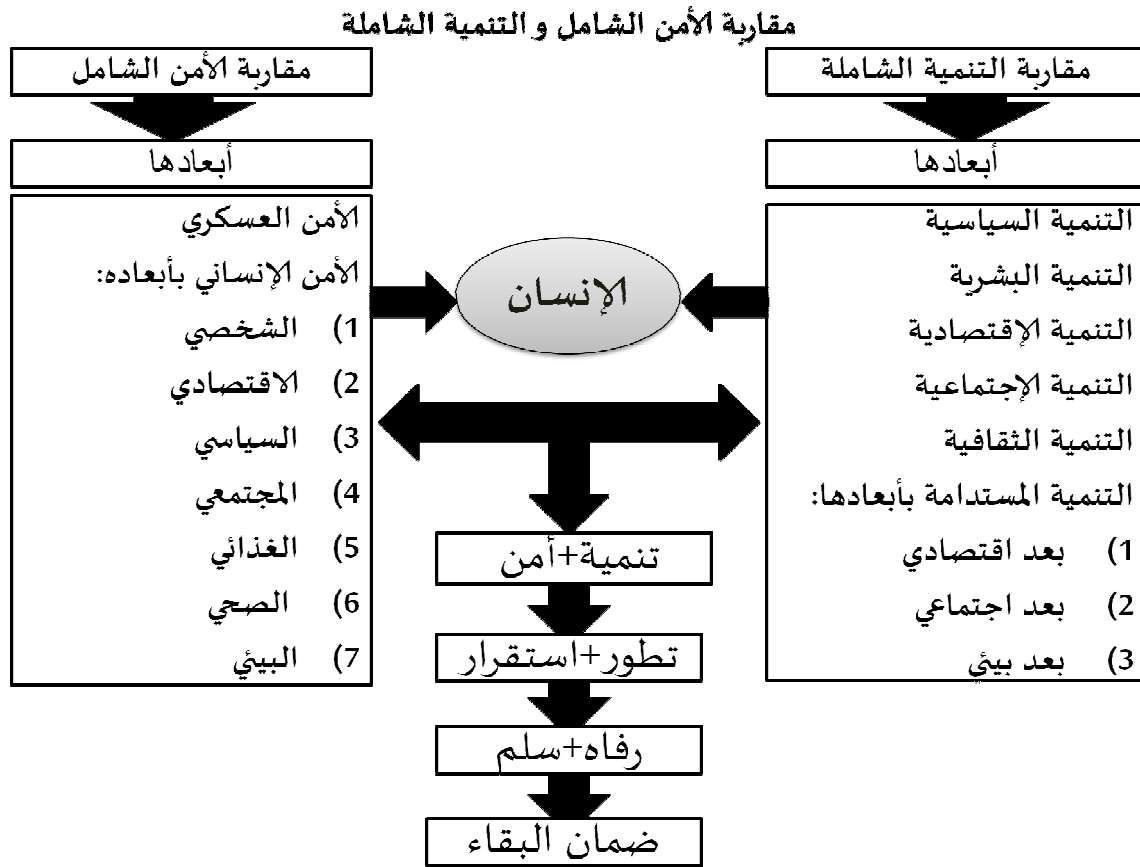 مقاربة الأمن الشامل و التنمية الشاملة
مقاربة التنمية الشاملة
أبعادها
التنمية السياسية
التنمية البشرية
التنمية الإقتصادية
التنمية الإجتماعية
التنمية الثقافية
التنمية المستدامة بأبعادها:
1) بعد اقتصادي
2) بعد اجتماعي
3) بعد بيئي
مقاربة الأمن الشامل
أبعادها
الأمن العسكري
الأمن الإنساني بأبعاده:
1) الشخصي
2) الاقتصادي
3) السياسي
4) المجتمعي
5) الغذائي
6) الصحي
7) البيئي
الإنسان
تنمية+أمن
تطور+استقرار
رفاه+سلم
ضمان البقاء